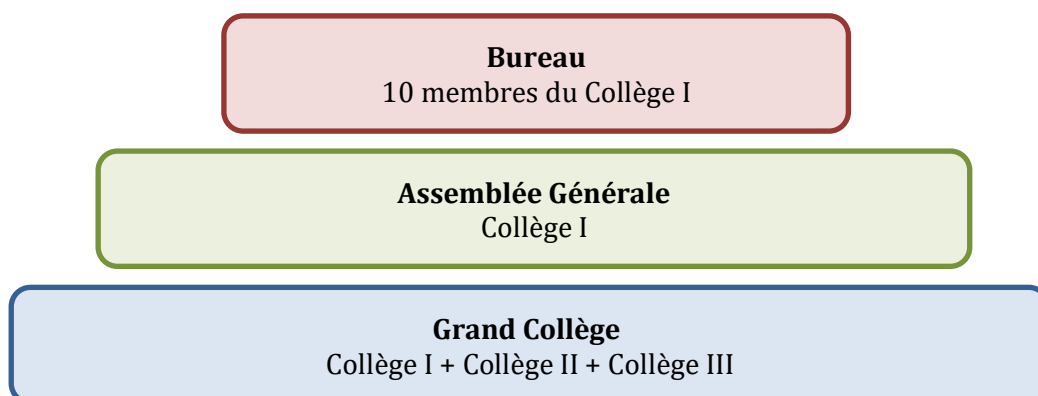 Bureau
10 membres du Collège I
Assemblée Générale
Collège I
Grand Collège
Collège I + Collège II + Collège III